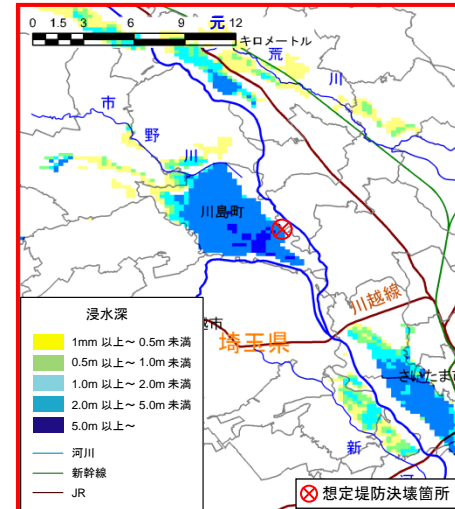 0 1.5 3 6 9 12
キロメートル
元
荒
川
市
野
川
川島町
川越線
越市
埼玉県
さいたま市
新
河
浸水深
1mm 以上～ 0.5m 未満
0.5m 以上～ 1.0m 未満
1.0m 以上～ 2.0m 未満
2.0m 以上～ 5.0m 未満
5.0m 以上～
河川
新幹線
JR
想定堤防決壊箇所